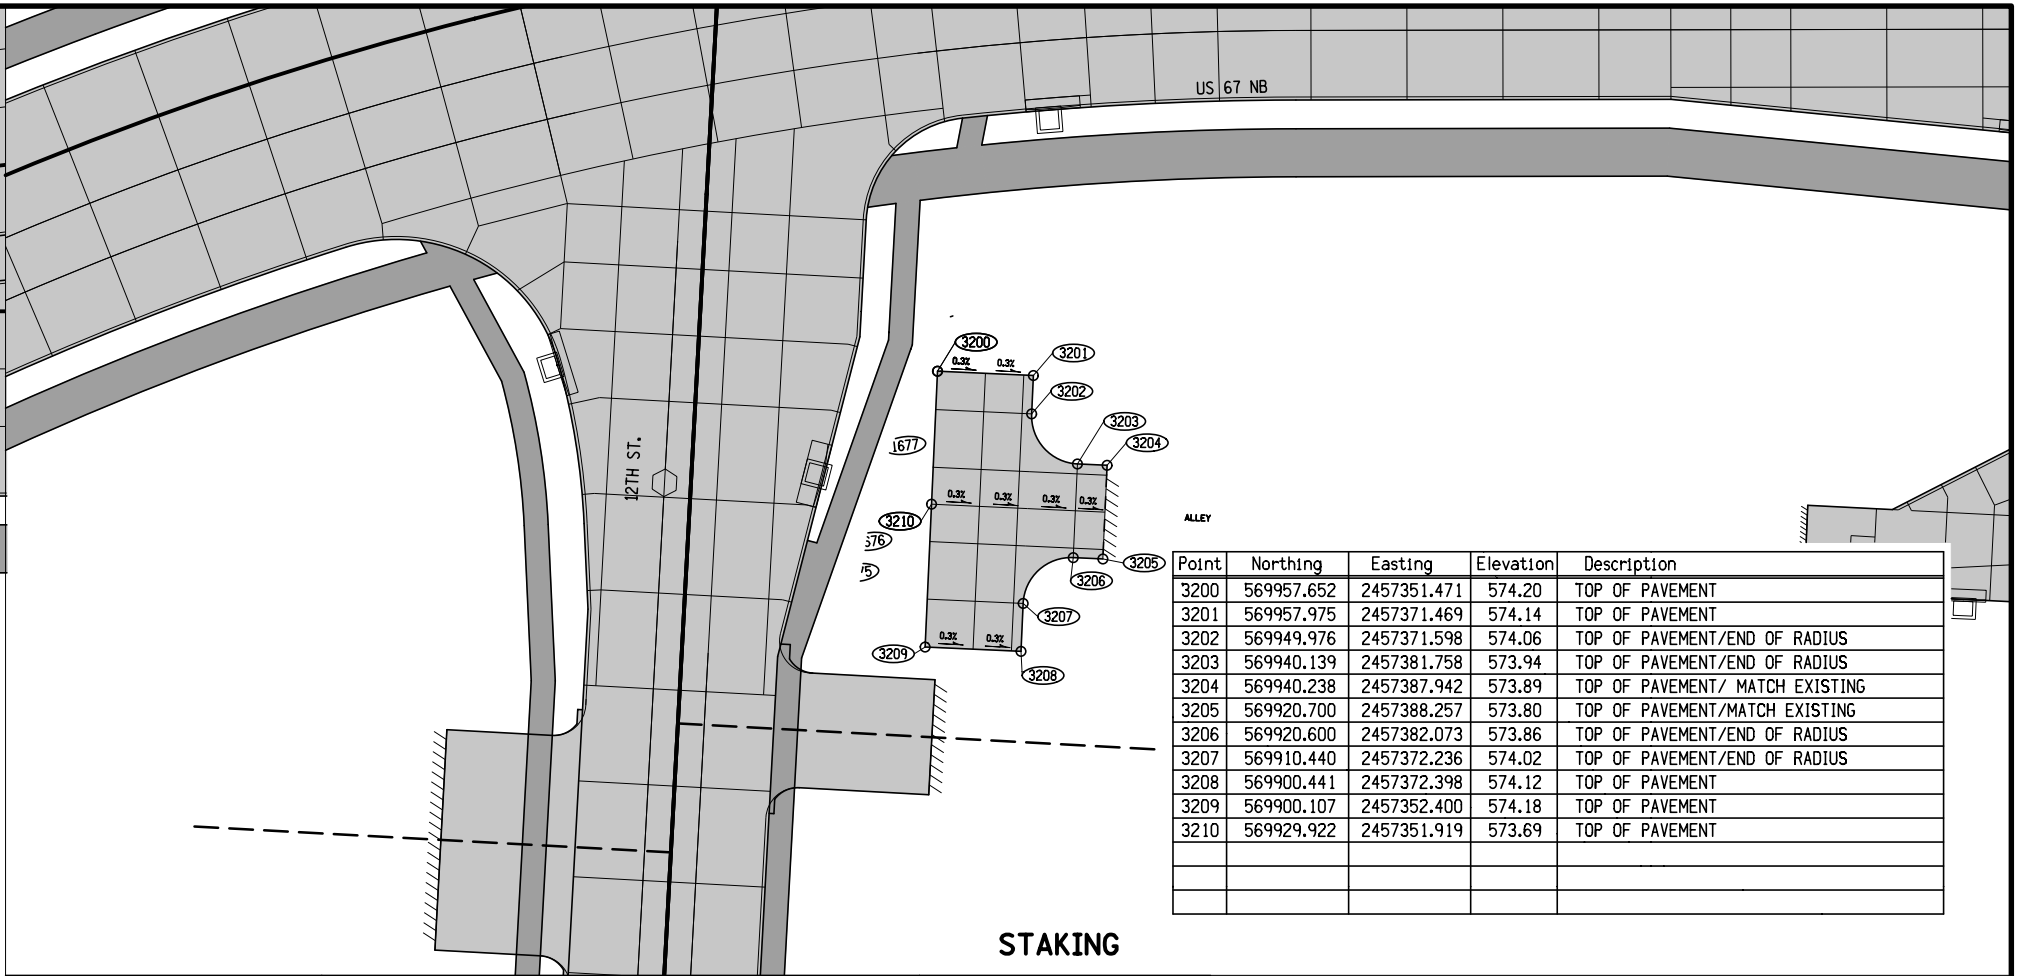 US 67 NB
3200
0.3%
0.3%
3201
3202
3203
3204
1677
12TH ST.
0.3%
0.3%
0.3%
0.3%
3210
ALLEY
3205
3206
3207
0.3%
0.3%
3209
3208
Point Northing Easting Elevation Description
3200 569957.652 2457351.471 574.20 TOP OF PAVEMENT
3201 569957.975 2457371.469 574.14 TOP OF PAVEMENT
3202 569949.976 2457371.598 574.06 TOP OF PAVEMENT/END OF RADIUS
3203 569940.139 2457381.758 573.94 TOP OF PAVEMENT/END OF RADIUS
3204 569940.238 2457387.942 573.89 TOP OF PAVEMENT/ MATCH EXISTING
3205 569920.700 2457388.257 573.80 TOP OF PAVEMENT/MATCH EXISTING
3206 569920.600 2457382.073 573.86 TOP OF PAVEMENT/END OF RADIUS
3207 569910.440 2457372.236 574.02 TOP OF PAVEMENT/END OF RADIUS
3208 569900.441 2457372.398 574.12 TOP OF PAVEMENT
3209 569900.107 2457352.400 574.18 TOP OF PAVEMENT
3210 569929.922 2457351.919 573.69 TOP OF PAVEMENT
STAKING